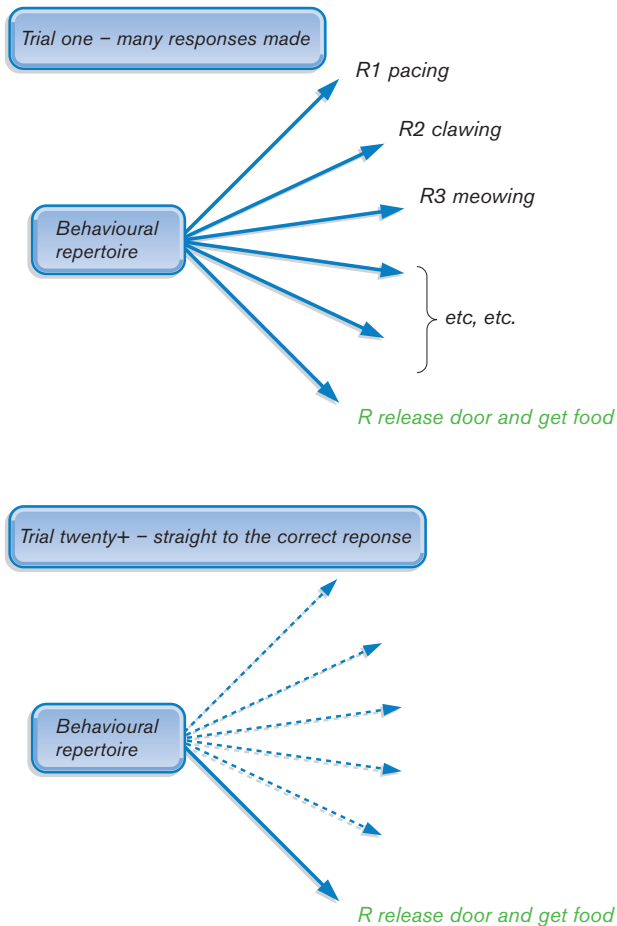 Trial one – many responses made
R1 pacing
R2 clawing
R3 meowing
Behavioural
repertoire
etc, etc.
R release door and get food
Trial twenty+ – straight to the correct reponse
Behavioural
repertoire
R release door and get food